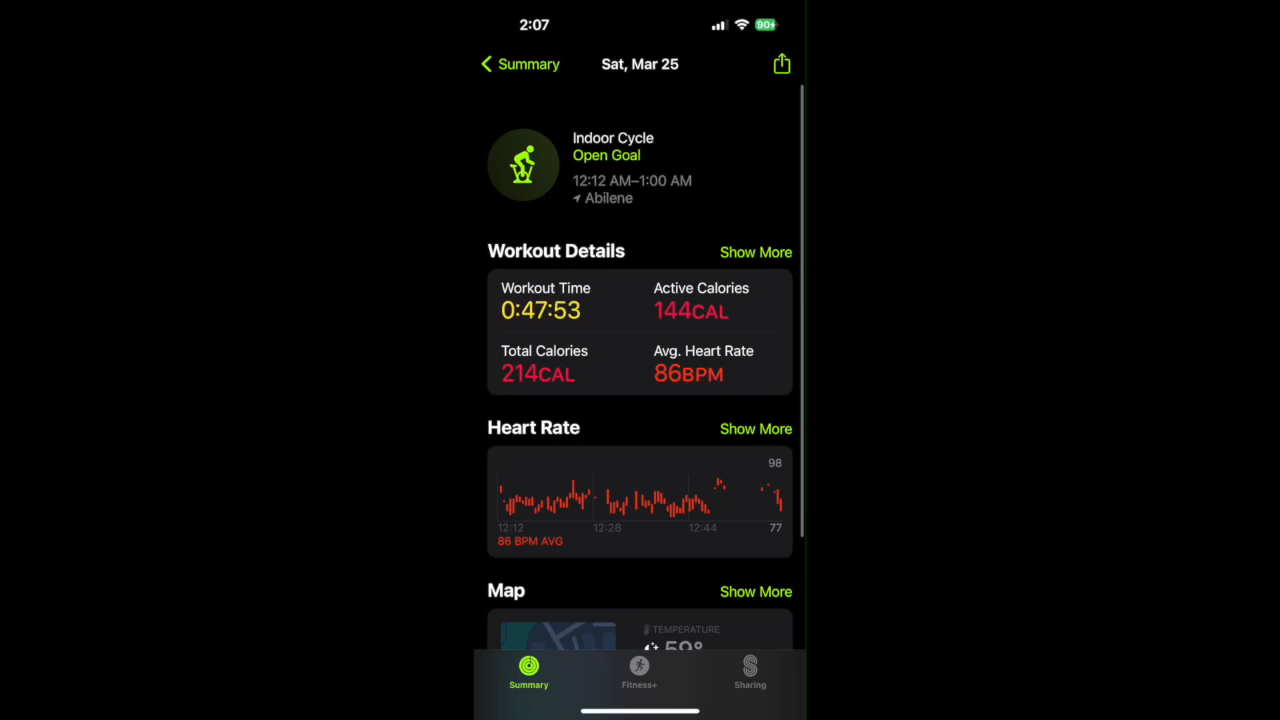 2:07
90
Summary
Sat, Mar 25
Indoor Cycle
Open Goal
12:12 AM–1:00 AM
Abilene
Workout Details
Show More
Workout Time
Active Calories
0:47:53
144CAL
Total Calories
Avg. Heart Rate
214CAL
86BPM
Heart Rate
Show More
98
12:12
12:28
12:44
77
86 BPM AVG
Map
Show More
TEMPERATURE
59°
Summary
Fitness+
Sharing